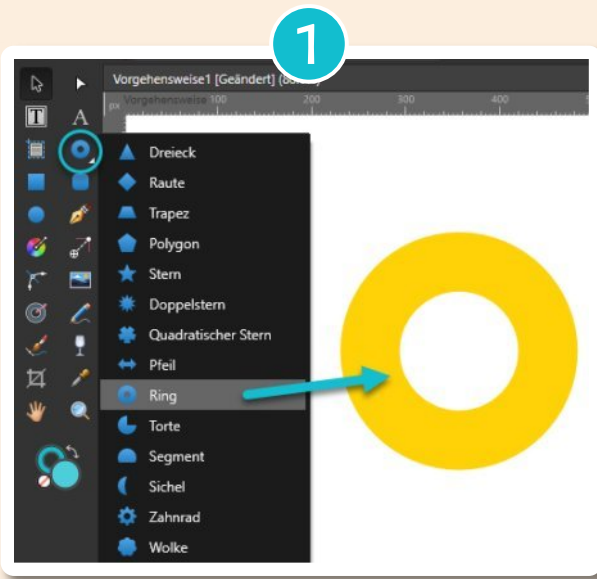 1
Vorgehensweise1 [Geändert]
px Vorgehensweise 100 200 300 400
T A
Dreieck
Raute
Trapez
Polygon
Stern
Doppelstern
Quadratischer Stern
Pfeil
Ring
Torte
Segment
Sichel
Zahnrad
Wolke